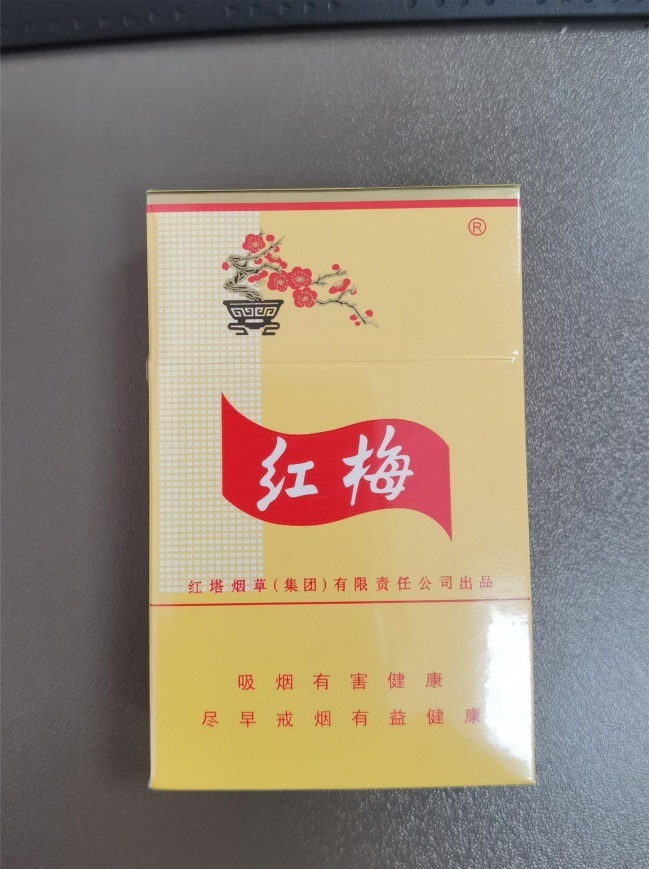 ®
红梅
红塔烟草(集团)有限责任公司出品
吸烟有害健康
尽早戒烟有益健康